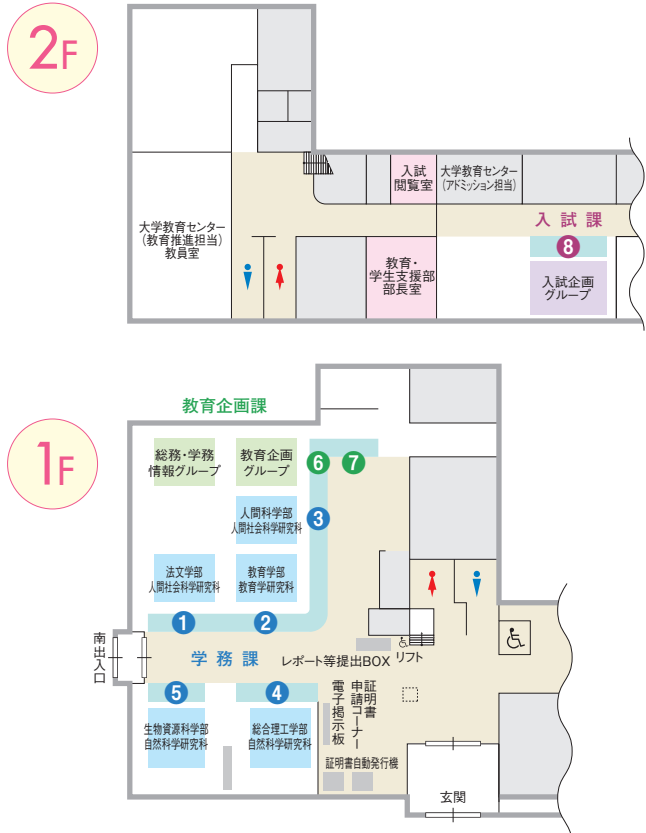 2F
入試
閲覧室
大学教育センター
(アドミッション担当)
入試課
8
大学教育センター
(教育推進担当)
教員室
教育・
学生支援部
部長室
入試企画
グループ
1F
教育企画課
総務・学務
情報グループ
教育企画
グループ
6
7
人間科学部
人間社会科学研究科
3
法文学部
人間社会科学研究科
教育学部
教育学研究科
1
2
南出入口
学務課
レポート等提出BOX
リフト
5
4
証明書
申請コーナー
電子掲示板
生物資源科学部
自然科学研究科
総合理工学部
自然科学研究科
証明書自動発行機
玄関